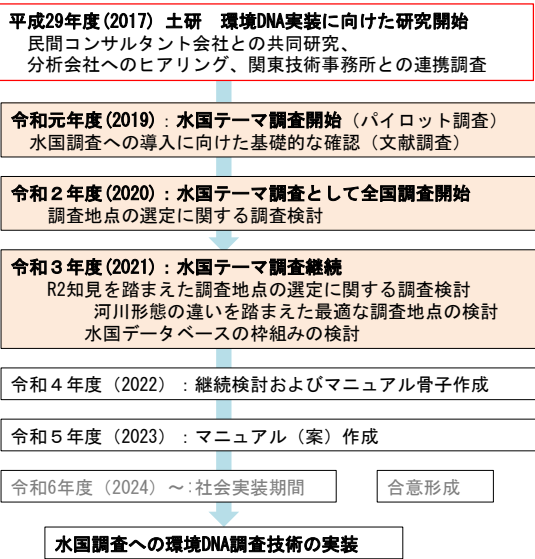 平成29年度(2017) 土研　環境DNA実装に向けた研究開始
民間コンサルタント会社との共同研究、
分析会社へのヒアリング、関東技術事務所との連携調査
令和元年度(2019)：水国テーマ調査開始（パイロット調査）
水国調査への導入に向けた基礎的な確認（文献調査）
令和２年度(2020)：水国テーマ調査として全国調査開始
調査地点の選定に関する調査検討
令和３年度(2021)：水国テーマ調査継続
R2知見を踏まえた調査地点の選定に関する調査検討
河川形態の違いを踏まえた最適な調査地点の検討
水国データベースの枠組みの検討
令和４年度（2022）：継続検討およびマニュアル骨子作成
令和５年度（2023）：マニュアル（案）作成
令和6年度（2024）～:社会実装期間　合意形成
水国調査への環境DNA調査技術の実装